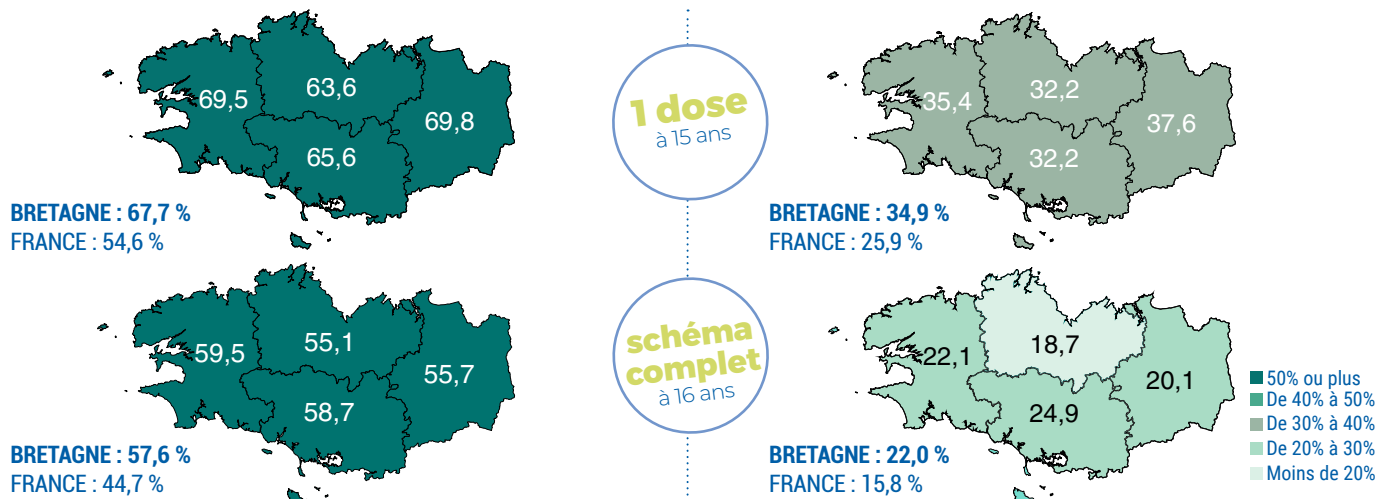 69,5
63,6
69,8
65,6
BRETAGNE : 67,7 %
FRANCE : 54,6 %
1 dose
à 15 ans
35,4
32,2
37,6
32,2
BRETAGNE : 34,9 %
FRANCE : 25,9 %
59,5
55,1
55,7
58,7
BRETAGNE : 57,6 %
FRANCE : 44,7 %
schéma
complet
à 16 ans
22,1
18,7
20,1
24,9
BRETAGNE : 22,0 %
FRANCE : 15,8 %
50% ou plus
De 40% à 50%
De 30% à 40%
De 20% à 30%
Moins de 20%